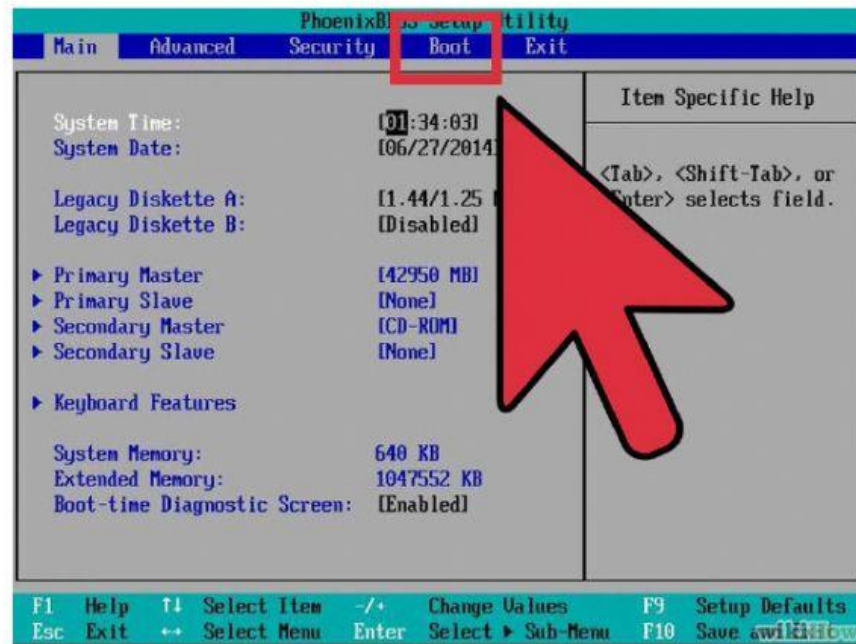 PhoenixBIOS Setup Utility
Main Advanced Security Boot Exit
Item Specific Help
System Time: [01:34:03]
System Date: [06/27/2014]
<Tab>, <Shift-Tab>, or
<Enter> selects field.
Legacy Diskette A: [1.44/1.25
Legacy Diskette B: [Disabled]
▶ Primary Master [42950 MB]
▶ Primary Slave [None]
▶ Secondary Master [CD-ROM]
▶ Secondary Slave [None]
▶ Keyboard Features
System Memory: 640 KB
Extended Memory: 1047552 KB
Boot-time Diagnostic Screen: [Enabled]
F1 Help ↑↓ Select Item -/+ Change Values F9 Setup Defaults
Esc Exit ↔ Select Menu Enter Select ▶ Sub-Menu F10 Save